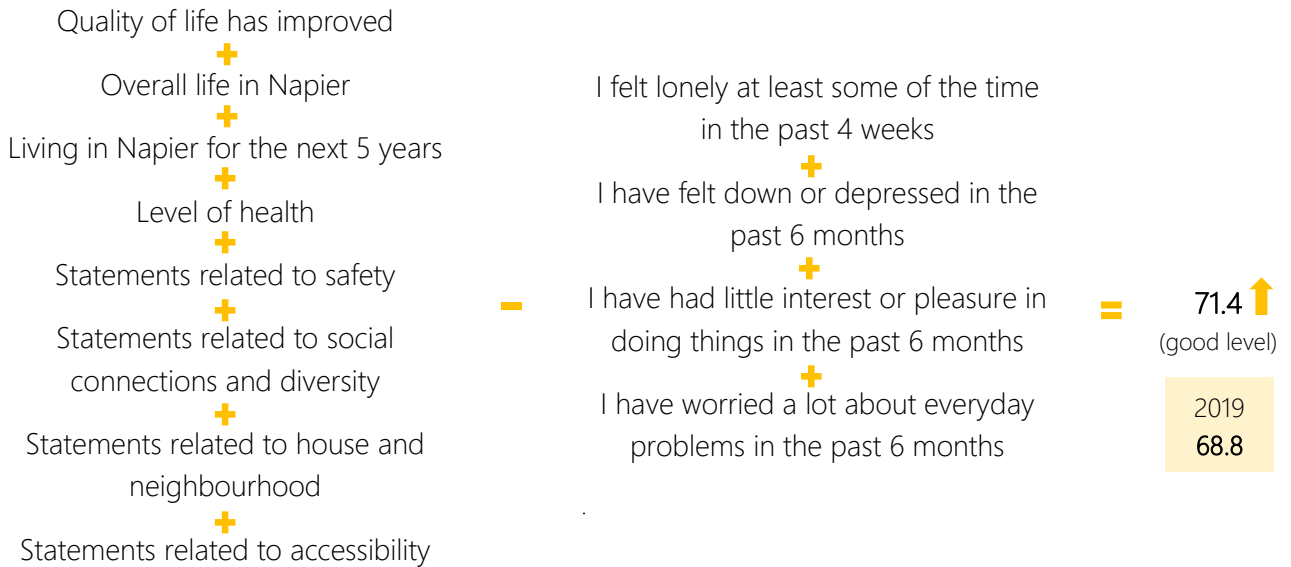 Quality of life has improved
+
Overall life in Napier
+
Living in Napier for the next 5 years
+
Level of health
+
Statements related to safety
+
Statements related to social
connections and diversity
+
Statements related to house and
neighbourhood
+
Statements related to accessibility
-
I felt lonely at least some of the time
in the past 4 weeks
+
I have felt down or depressed in the
past 6 months
+
I have had little interest or pleasure in
doing things in the past 6 months
+
I have worried a lot about everyday
problems in the past 6 months
.
=
71.4
(good level)
2019
68.8